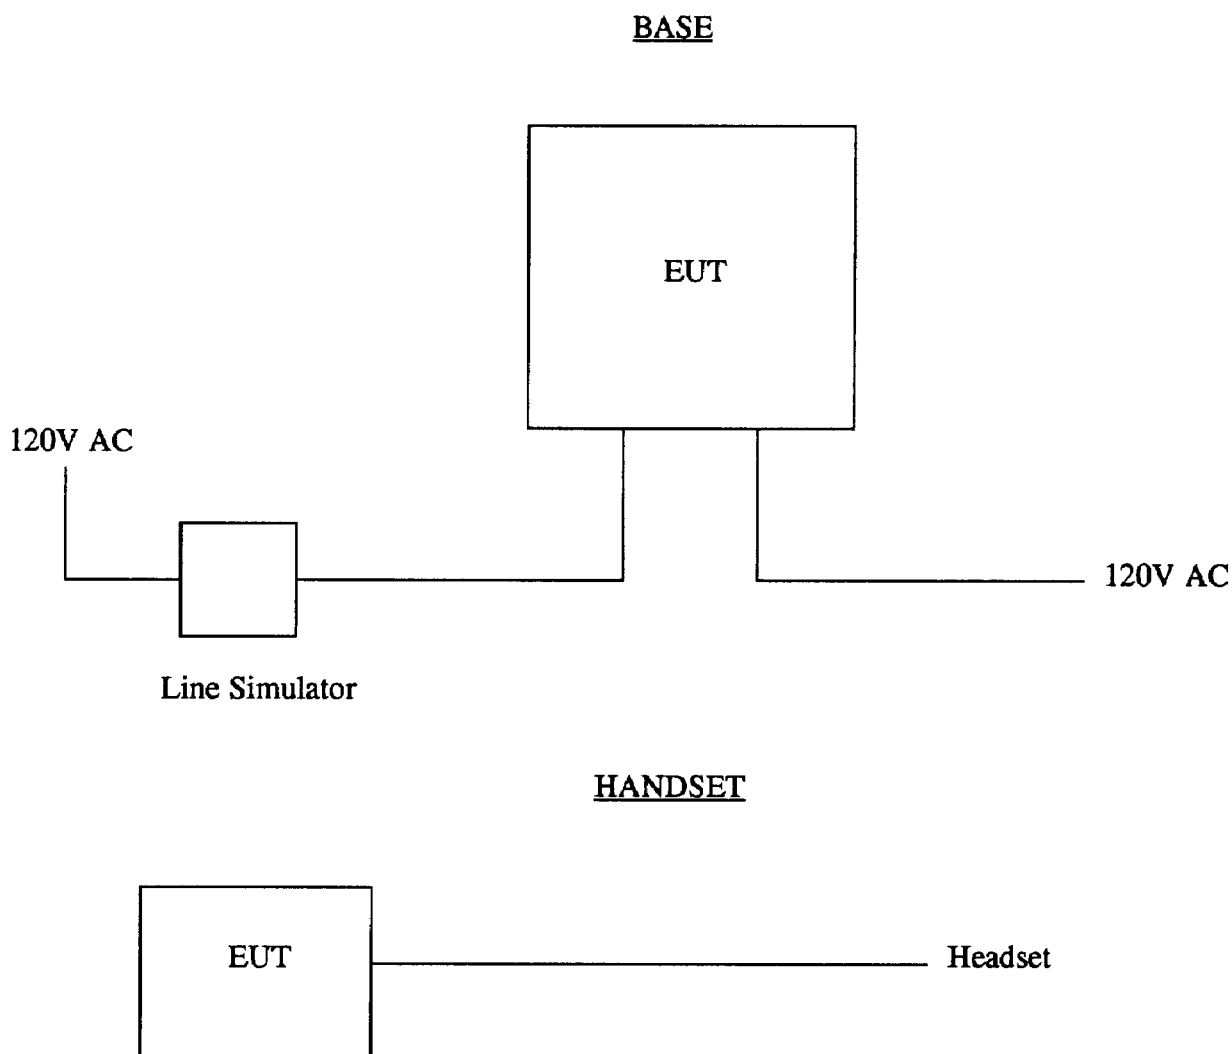 BASE
EUT
120V AC
120V AC
Line Simulator
HANDSET
EUT
Headset